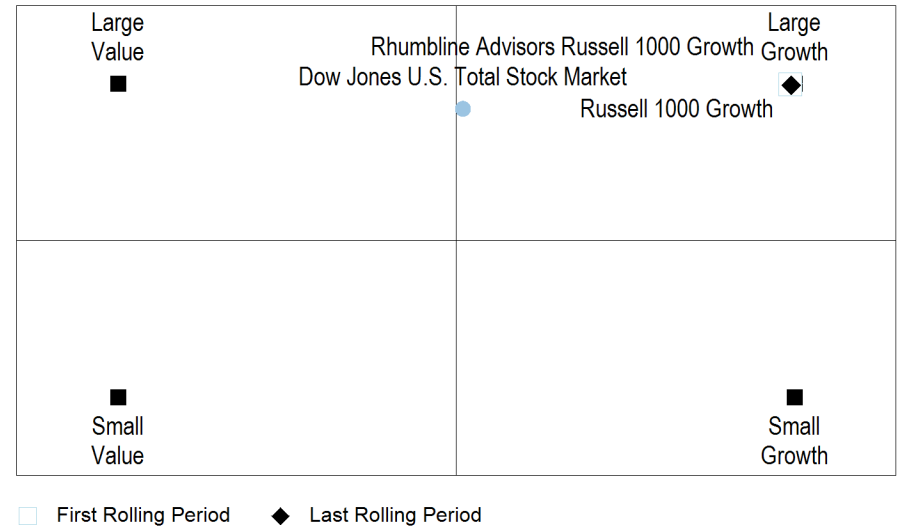 Large
Value
Large
Growth
Rhumbline Advisors Russell 1000 Growth
Dow Jones U.S. Total Stock Market
Russell 1000 Growth
Small
Value
Small
Growth
First Rolling Period
Last Rolling Period